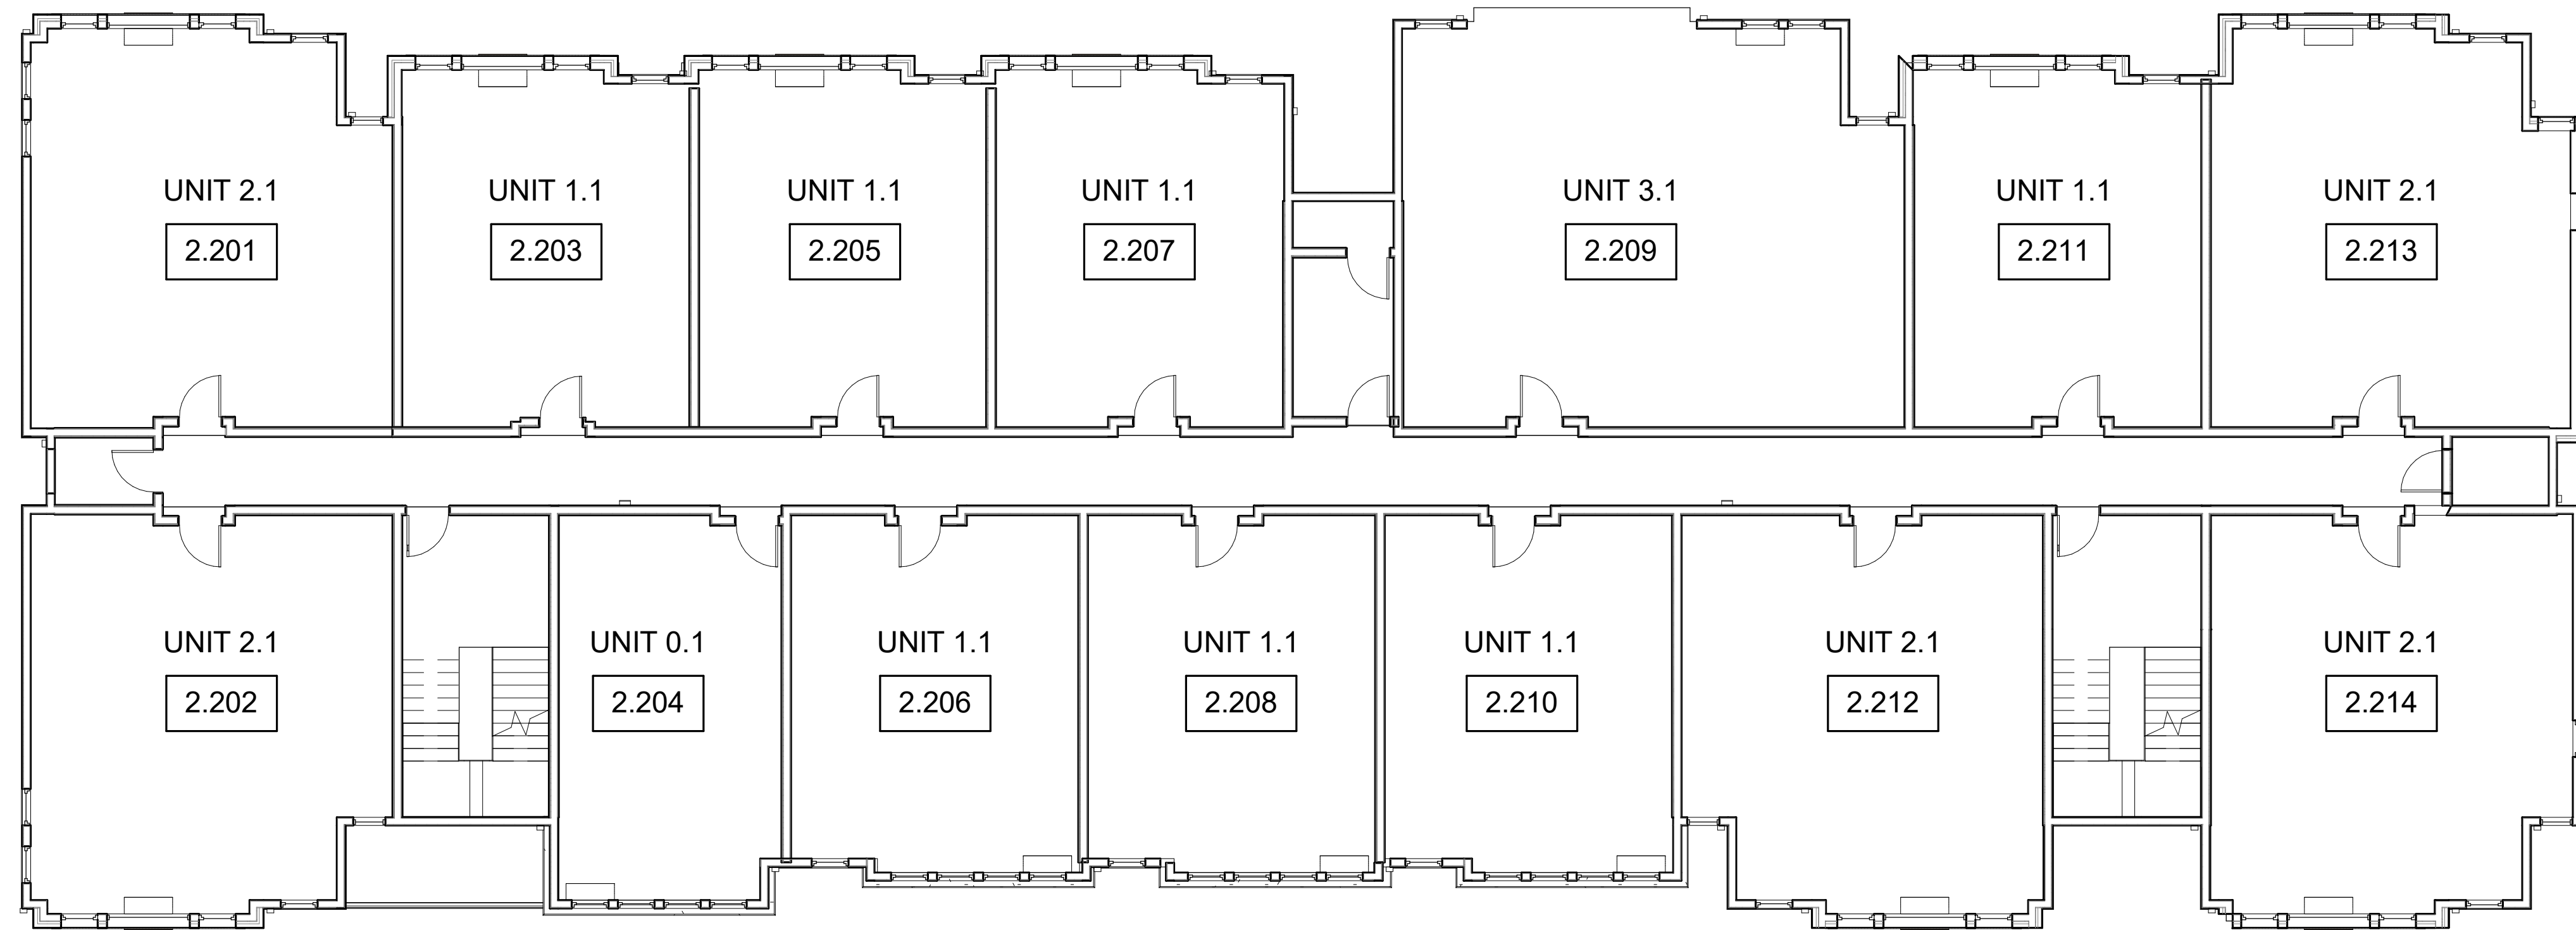 UNIT 2.1
2.201
UNIT 1.1
2.203
UNIT 1.1
2.205
UNIT 1.1
2.207
UNIT 3.1
2.209
UNIT 1.1
2.211
UNIT 2.1
2.213
UNIT 2.1
2.202
UNIT 0.1
2.204
UNIT 1.1
2.206
UNIT 1.1
2.208
UNIT 1.1
2.210
UNIT 2.1
2.212
UNIT 2.1
2.214